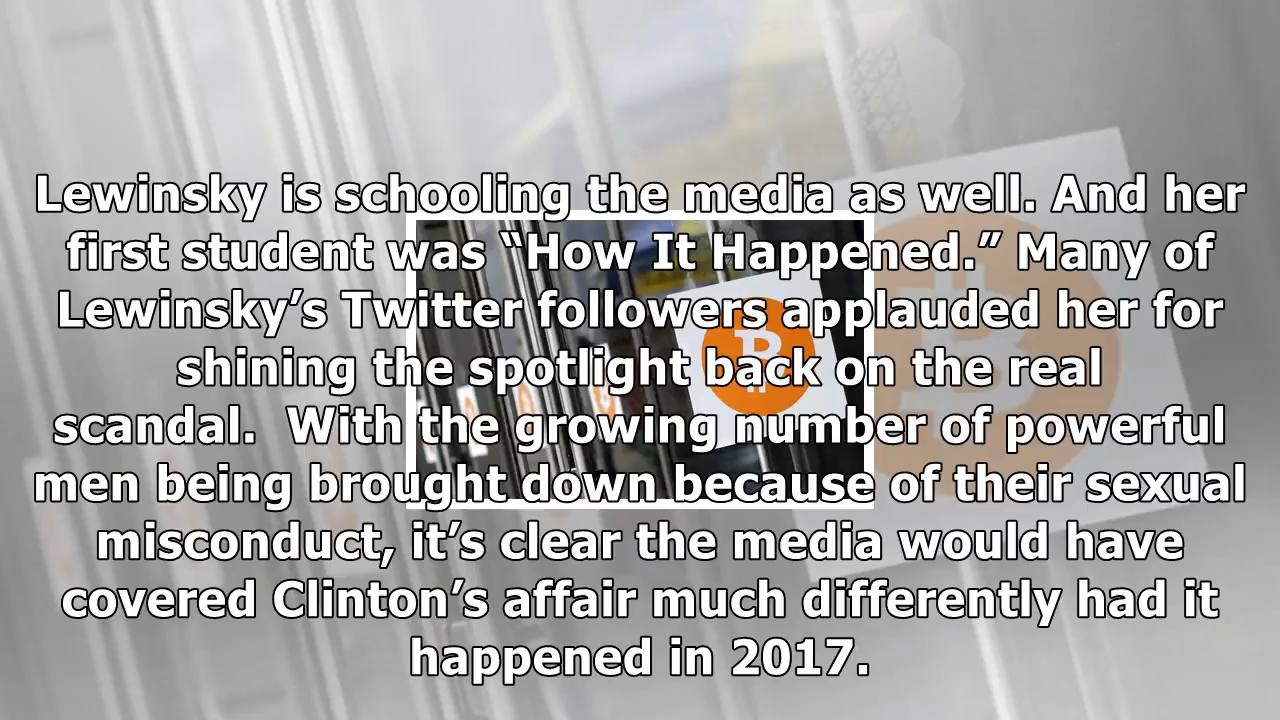 Lewinsky is schooling the media as well. And her
first student was “How It Happened.” Many of
Lewinsky’s Twitter followers applauded her for
shining the spotlight back on the real
scandal.  With the growing number of powerful
men being brought down because of their sexual
misconduct, it’s clear the media would have
covered Clinton’s affair much differently had it
happened in 2017.